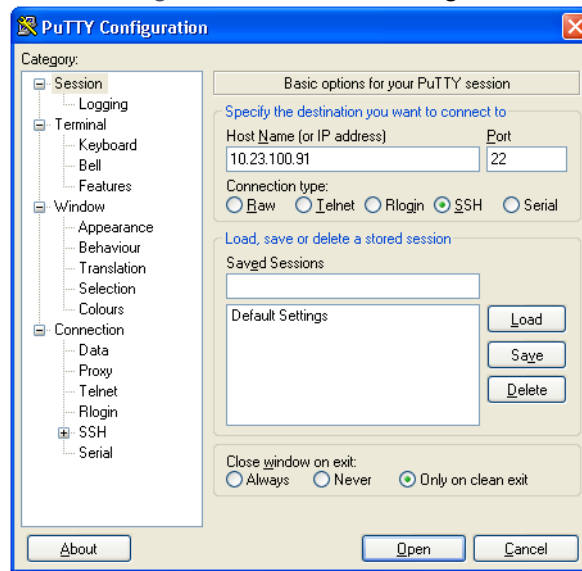 PuTTY Configuration
Category:
Session
Logging
Terminal
Keyboard
Bell
Features
Window
Appearance
Behaviour
Translation
Selection
Colours
Connection
Data
Proxy
Telnet
Rlogin
SSH
Serial
Basic options for your PuTTY session
Specify the destination you want to connect to
Host Name (or IP address) Port
10.23.100.91 22
Connection type:
Raw Telnet Rlogin SSH Serial
Load, save or delete a stored session
Saved Sessions
Default Settings
Load
Save
Delete
Close window on exit:
Always Never Only on clean exit
About Open Cancel